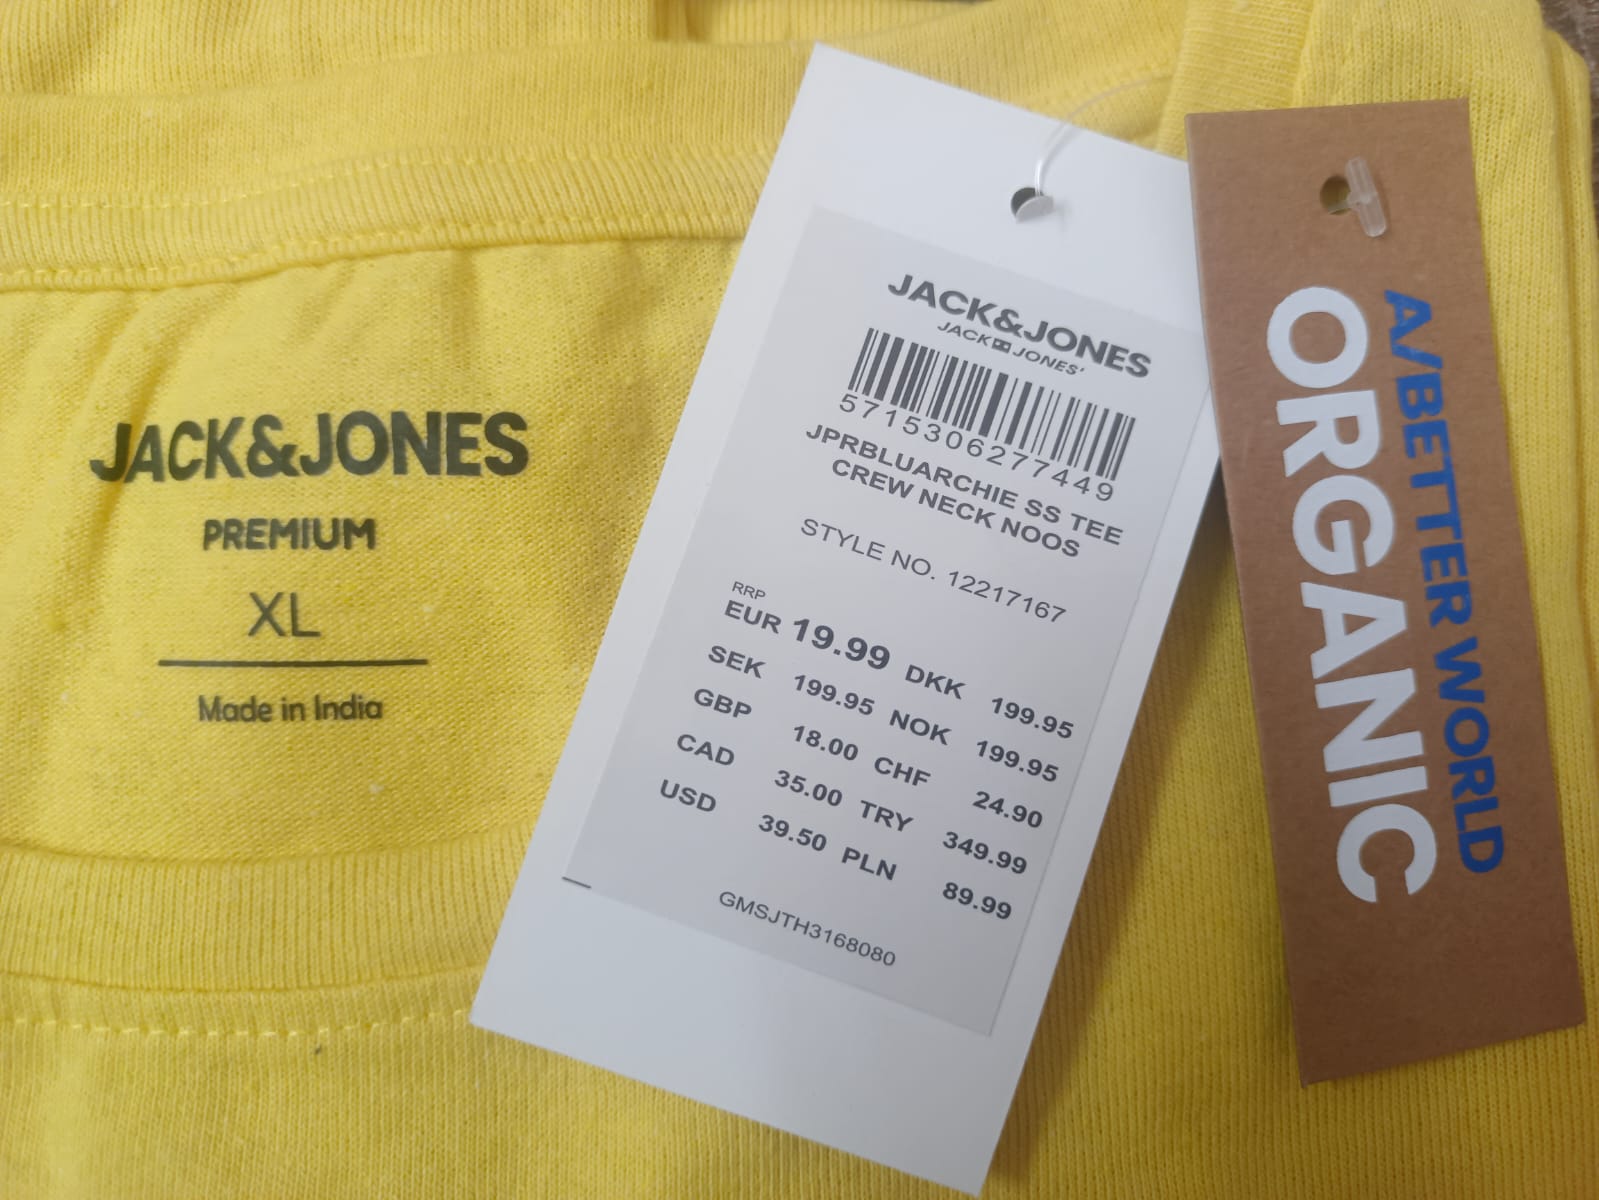 JACK&JONES
PREMIUM
XL
Made in India
JACK&JONES
JACK JONES'
5715306277449
JPRBLUARCHIE SS TEE
CREW NECK NOOS
STYLE NO. 12217167
RRP
EUR 19.99 DKK 199.95
SEK 199.95 NOK 199.95
GBP 18.00 CHF 24.90
CAD 35.00 TRY 349.99
USD 39.50 PLN 89.99
GMSJTH3168080
A/BETTER WORLD
ORGANIC